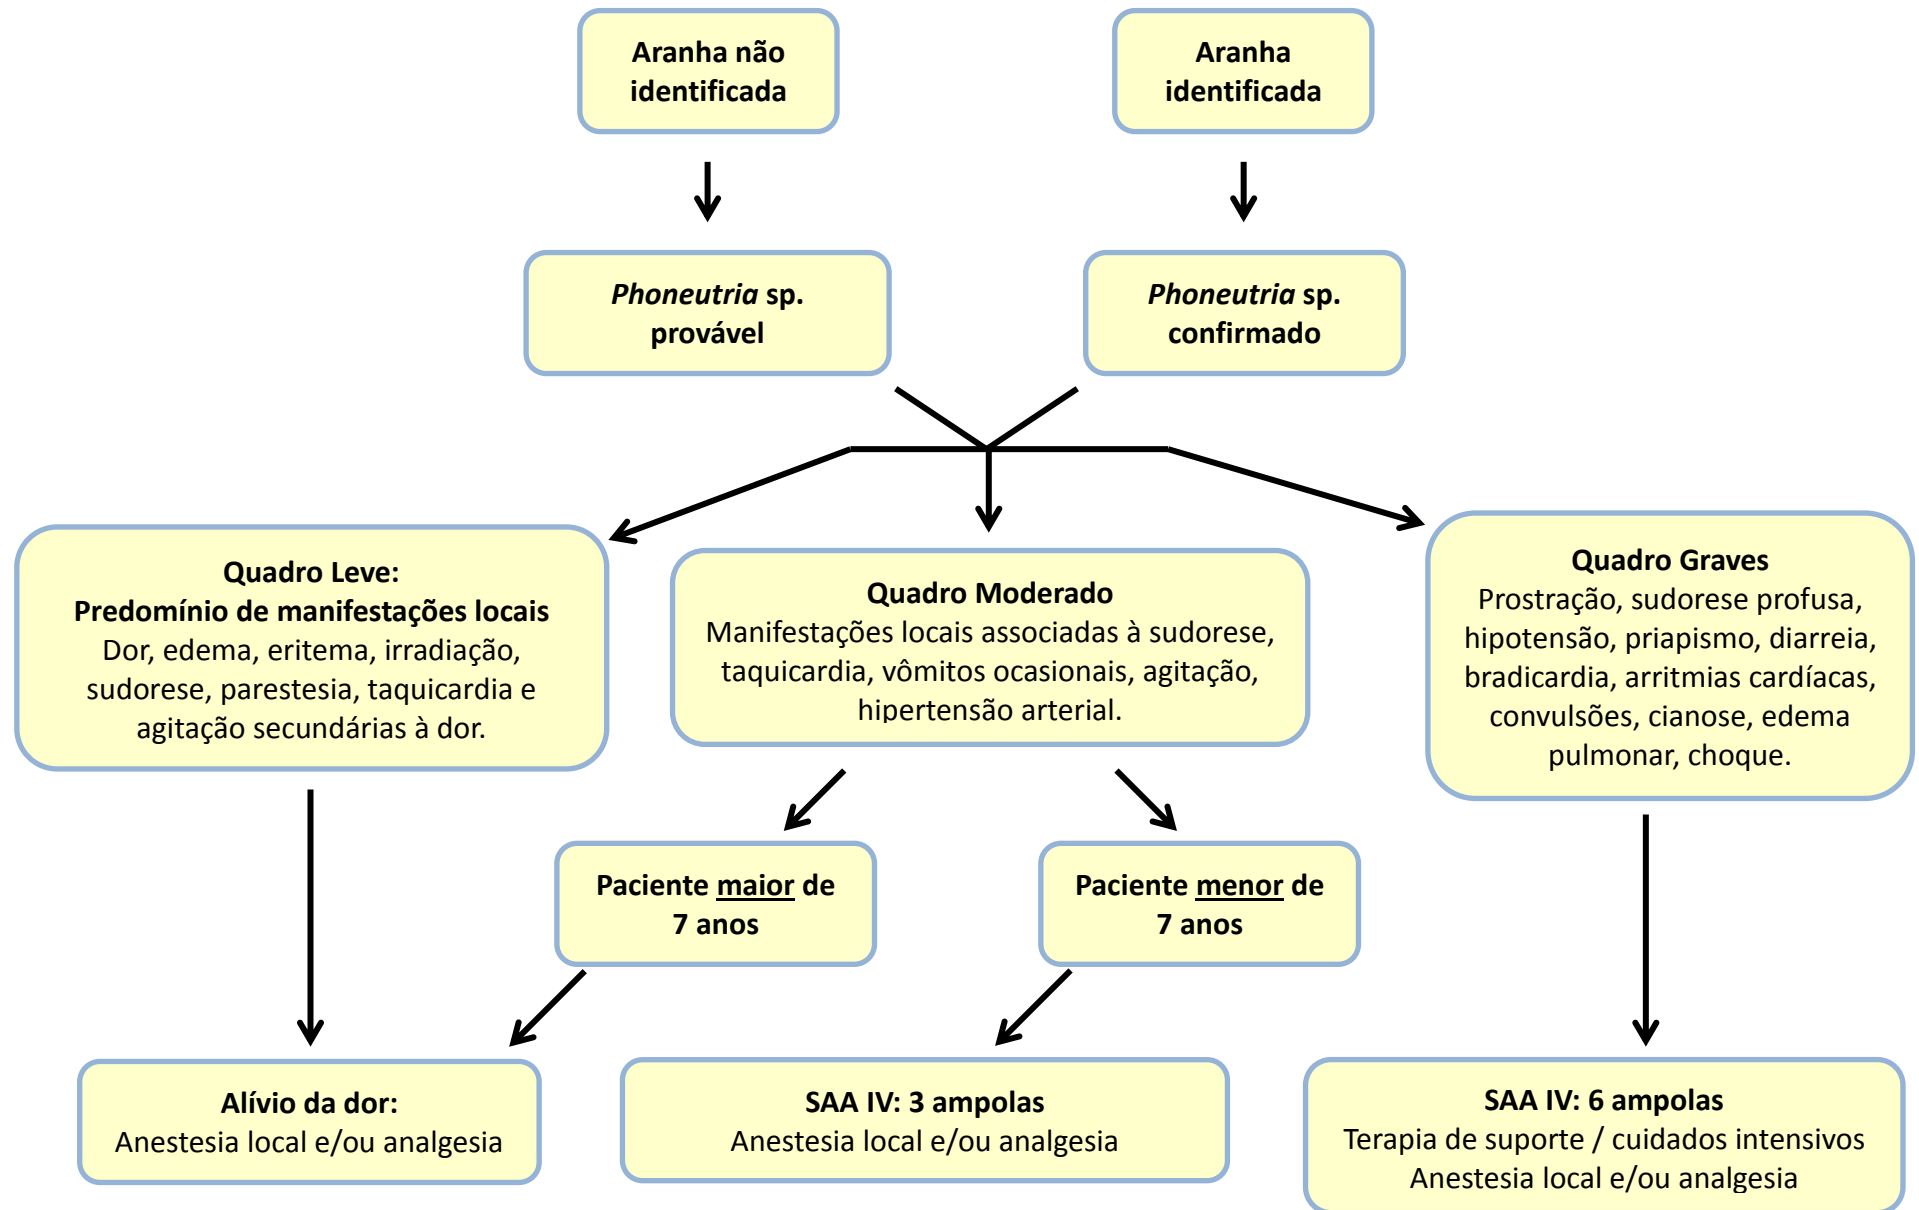 Aranha não
identificada
Aranha
identificada
Phoneutria sp.
provável
Phoneutria sp.
confirmado
Quadro Leve:
Predomínio de manifestações locais
Dor, edema, eritema, irradiação,
sudorese, parestesia, taquicardia e
agitação secundárias à dor.
Quadro Moderado
Manifestações locais associadas à sudorese,
taquicardia, vômitos ocasionais, agitação,
hipertensão arterial.
Quadro Graves
Prostração, sudorese profusa,
hipotensão, priapismo, diarreia,
bradicardia, arritmias cardíacas,
convulsões, cianose, edema
pulmonar, choque.
Paciente maior de
7 anos
Paciente menor de
7 anos
Alívio da dor:
Anestesia local e/ou analgesia
SAA IV: 3 ampolas
Anestesia local e/ou analgesia
SAA IV: 6 ampolas
Terapia de suporte / cuidados intensivos
Anestesia local e/ou analgesia